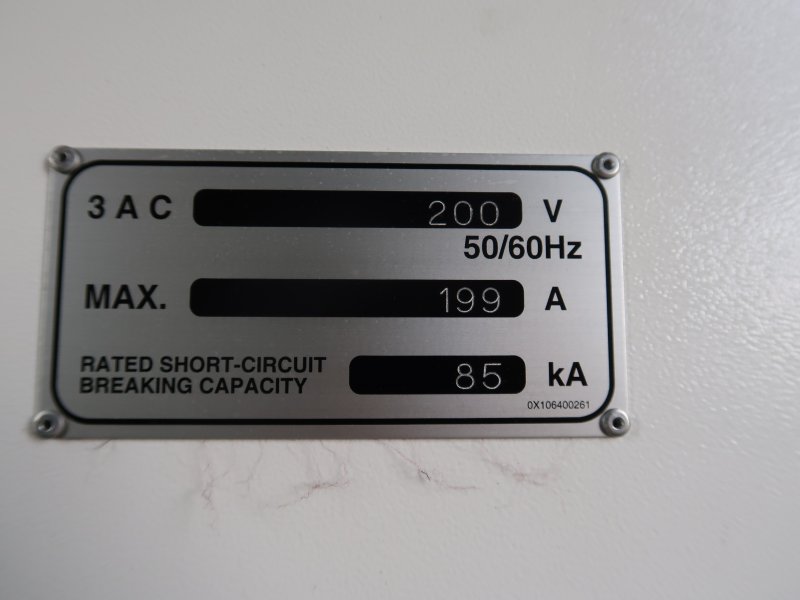 3 A C 200 V
50/60Hz
MAX. 199 A
RATED SHORT-CIRCUIT
BREAKING CAPACITY 85 kA
0X106400261